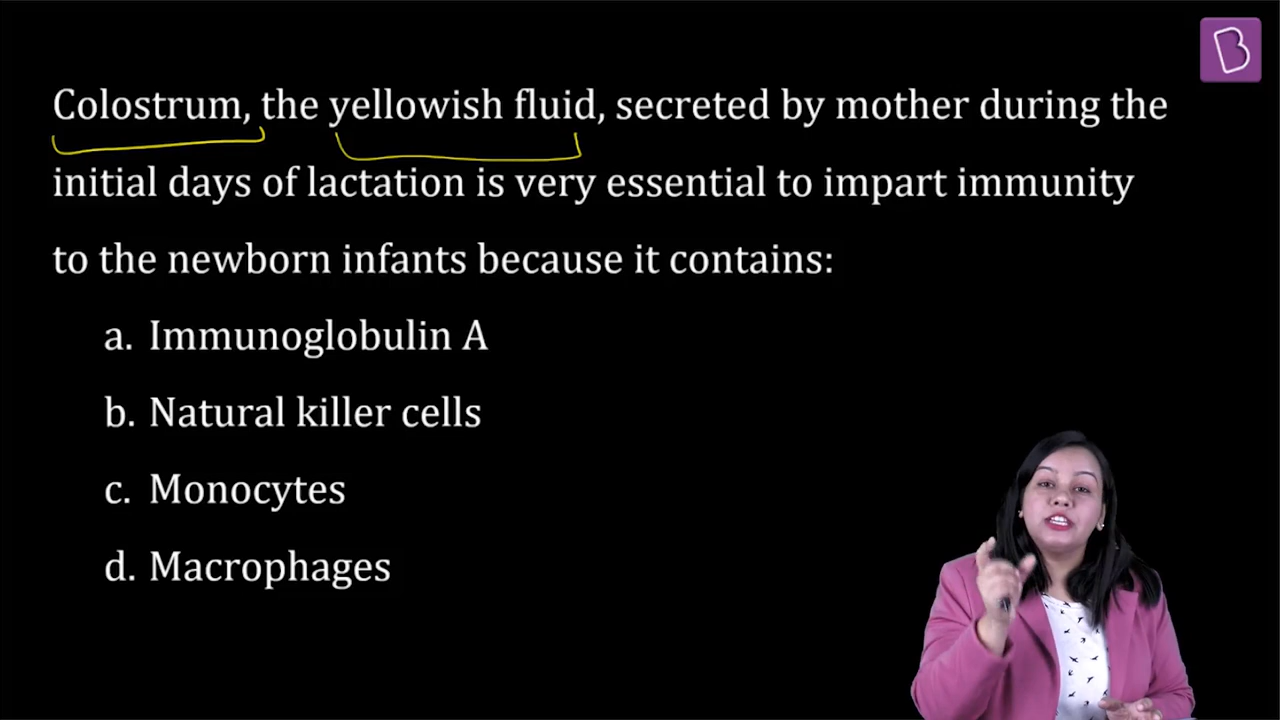 Colostrum, the yellowish fluid, secreted by mother during the
initial days of lactation is very essential to impart immunity
to the newborn infants because it contains:
a. Immunoglobulin A
b. Natural killer cells
c. Monocytes
d. Macrophages
B